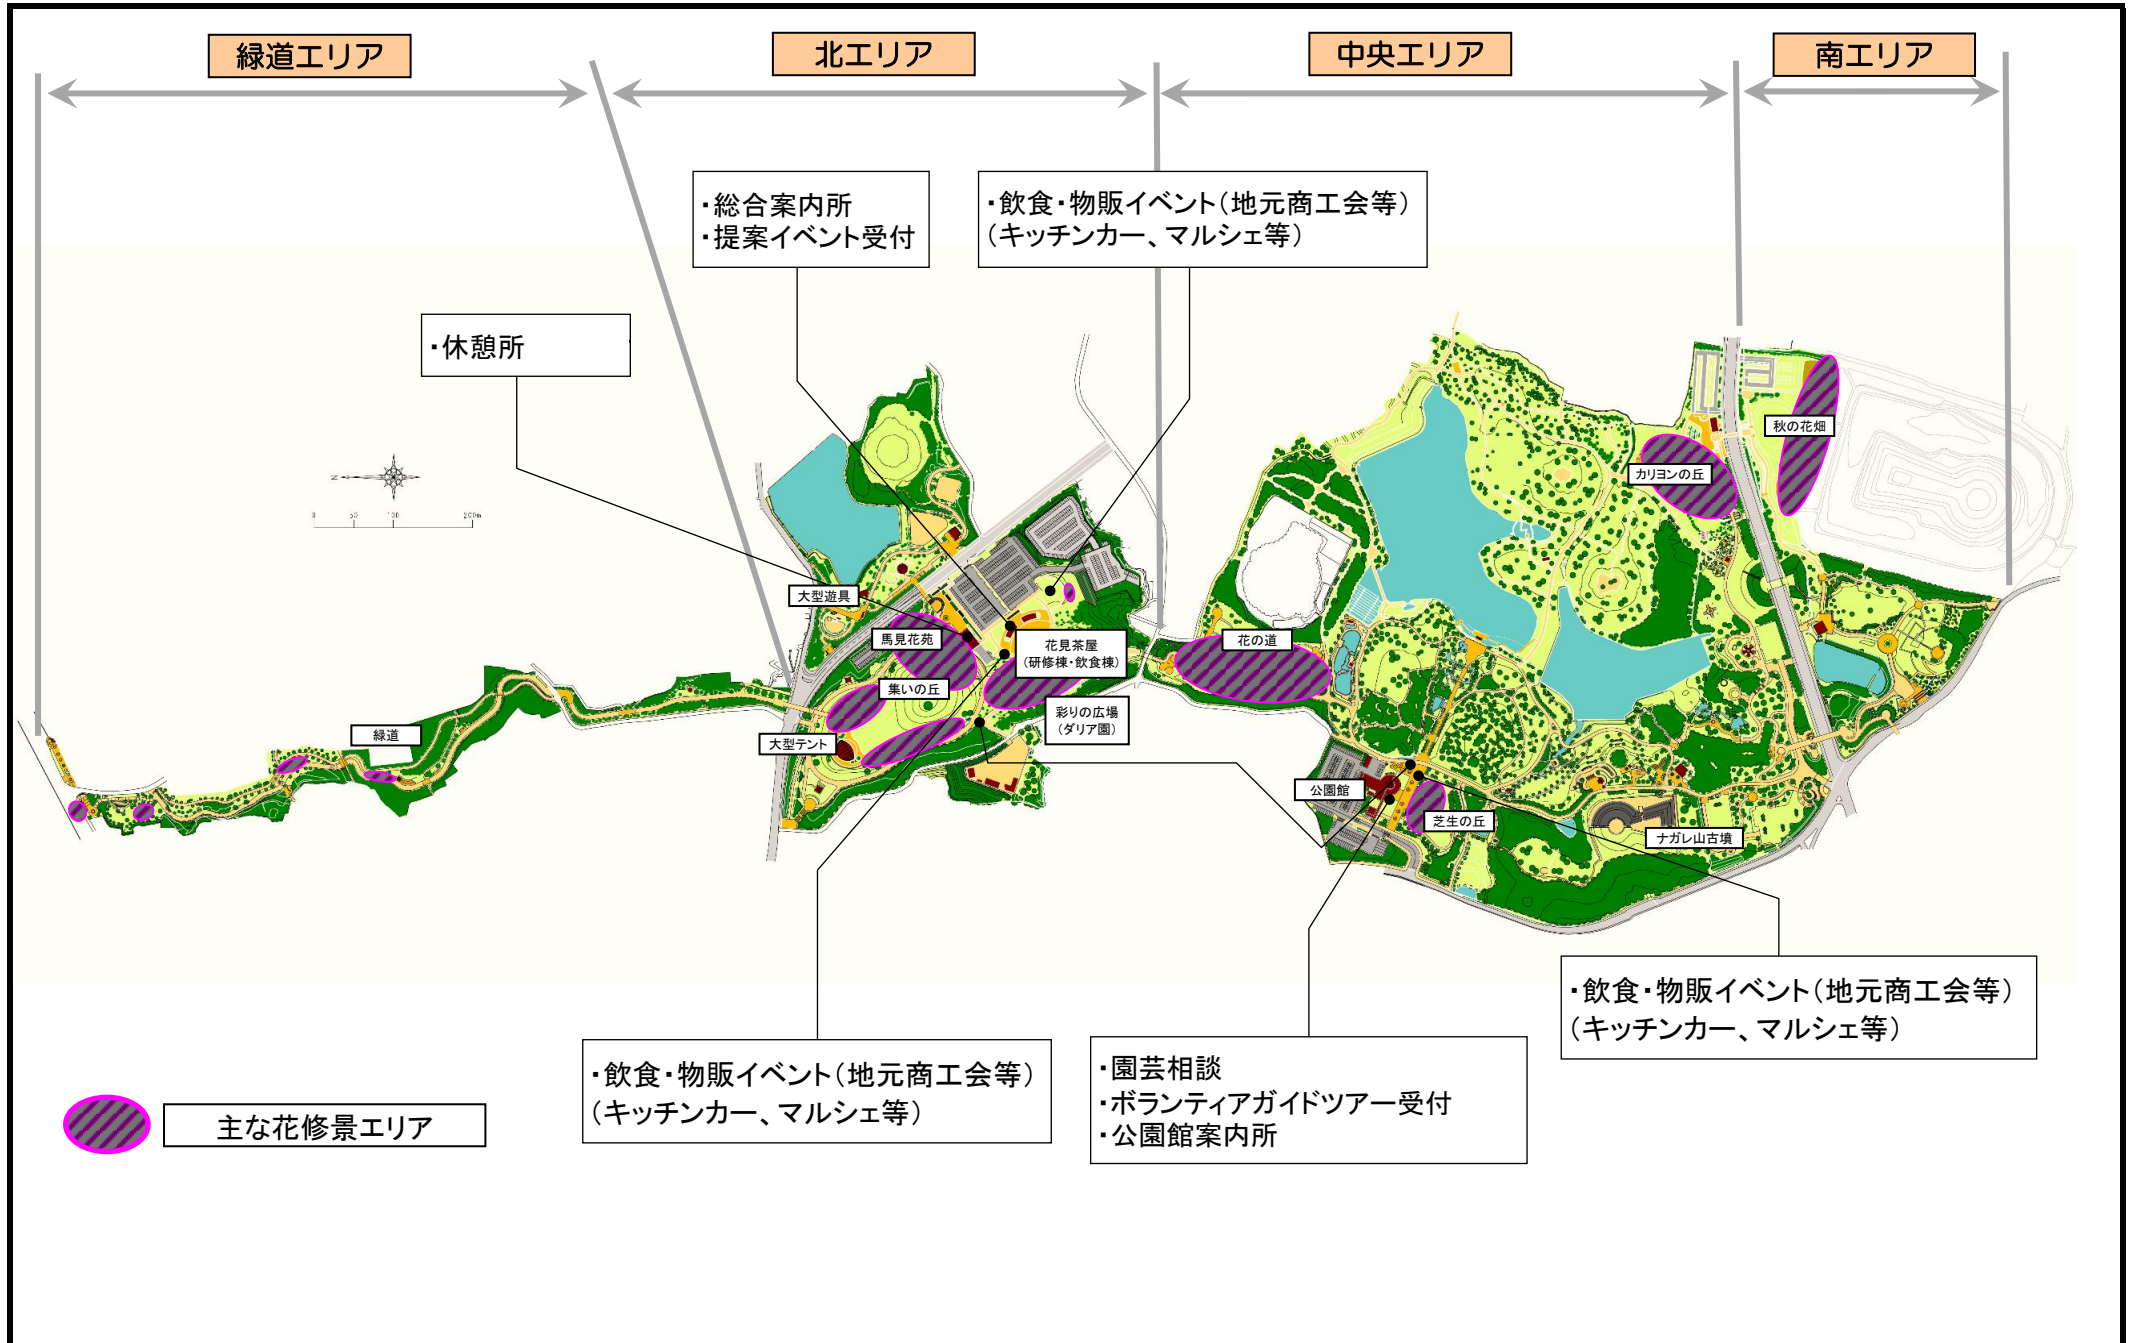 緑道エリア
北エリア
中央エリア
南エリア
・総合案内所
・提案イベント受付
・飲食・物販イベント（地元商工会等）
（キッチンカー、マルシェ等）
・休憩所
N
0 50 100 200m
秋の花畑
カリヨンの丘
大型遊具
馬見花苑
花見茶屋
（研修棟・飲食棟）
花の道
集いの丘
彩りの広場
（ダリア園）
緑道
大型テント
公園館
芝生の丘
ナガレ山古墳
・飲食・物販イベント（地元商工会等）
（キッチンカー、マルシェ等）
・飲食・物販イベント（地元商工会等）
（キッチンカー、マルシェ等）
・園芸相談
・ボランティアガイドツアー受付
・公園館案内所
主な花修景エリア